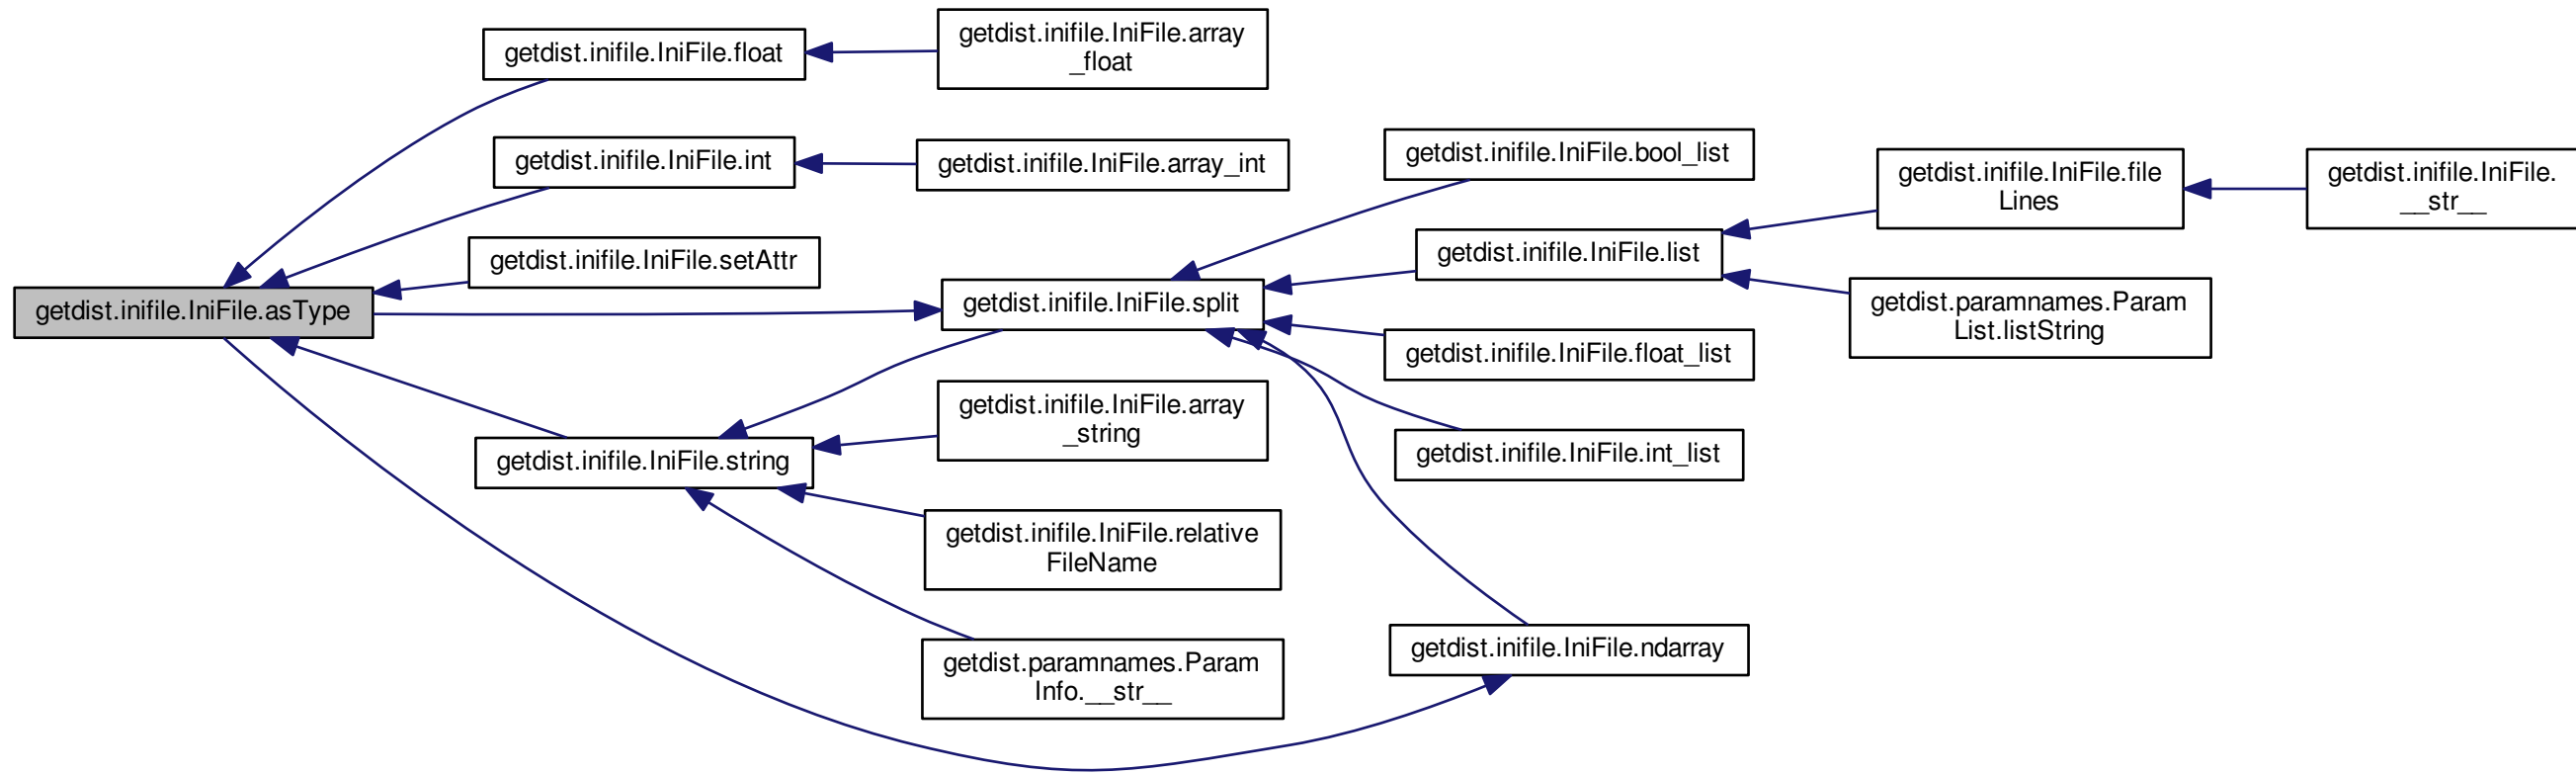 getdist.inifile.IniFile.float
getdist.inifile.IniFile.array
_float
getdist.inifile.IniFile.int
getdist.inifile.IniFile.array_int
getdist.inifile.IniFile.bool_list
getdist.inifile.IniFile.file
Lines
getdist.inifile.IniFile.
__str__
getdist.inifile.IniFile.setAttr
getdist.inifile.IniFile.list
getdist.inifile.IniFile.asType
getdist.inifile.IniFile.split
getdist.paramnames.Param
List.listString
getdist.inifile.IniFile.float_list
getdist.inifile.IniFile.array
_string
getdist.inifile.IniFile.string
getdist.inifile.IniFile.int_list
getdist.inifile.IniFile.relative
FileName
getdist.inifile.IniFile.ndarray
getdist.paramnames.Param
Info.__str__